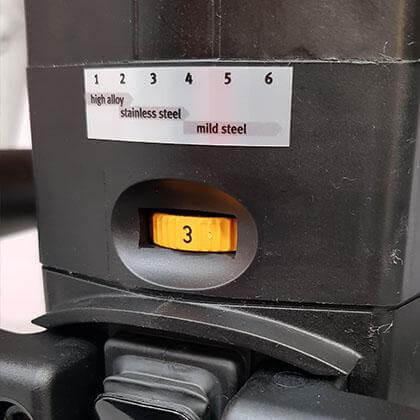 1 2 3 4 5 6
high alloy
stainless steel
mild steel
3